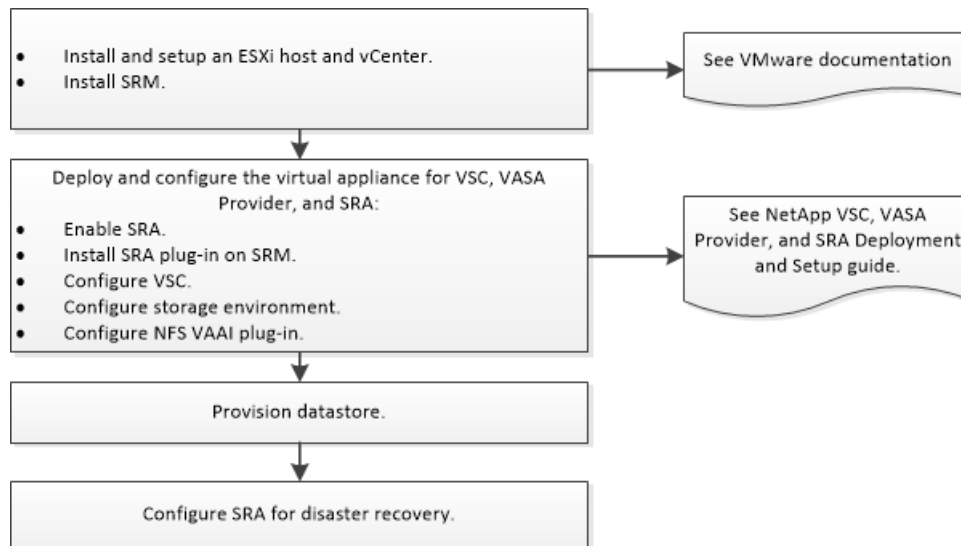 • Install and setup an ESXi host and vCenter.
• Install SRM.
See VMware documentation
Deploy and configure the virtual appliance for VSC, VASA
Provider, and SRA:
• Enable SRA.
• Install SRA plug-in on SRM.
• Configure VSC.
• Configure storage environment.
• Configure NFS VAAI plug-in.
See NetApp VSC, VASA
Provider, and SRA Deployment
and Setup guide.
Provision datastore.
Configure SRA for disaster recovery.